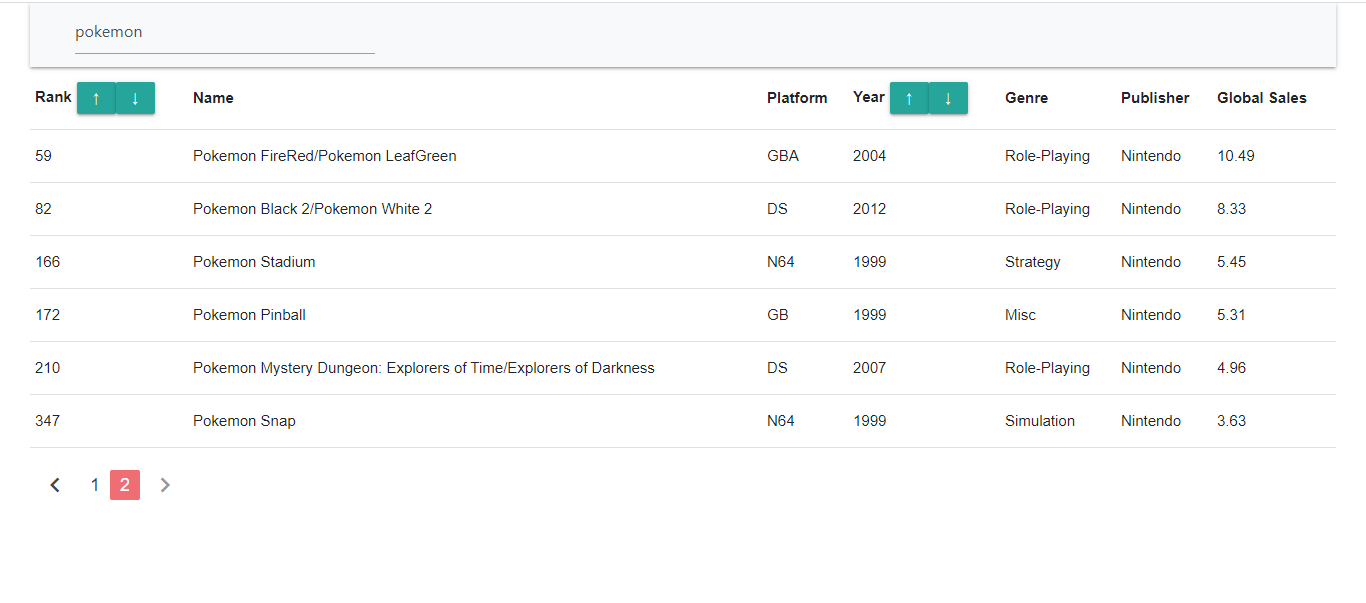 pokemon
Rank ↑ ↓ Name Platform Year ↑ ↓ Genre Publisher Global Sales
59 Pokemon FireRed/Pokemon LeafGreen GBA 2004 Role-Playing Nintendo 10.49
82 Pokemon Black 2/Pokemon White 2 DS 2012 Role-Playing Nintendo 8.33
166 Pokemon Stadium N64 1999 Strategy Nintendo 5.45
172 Pokemon Pinball GB 1999 Misc Nintendo 5.31
210 Pokemon Mystery Dungeon: Explorers of Time/Explorers of Darkness DS 2007 Role-Playing Nintendo 4.96
347 Pokemon Snap N64 1999 Simulation Nintendo 3.63
1 2